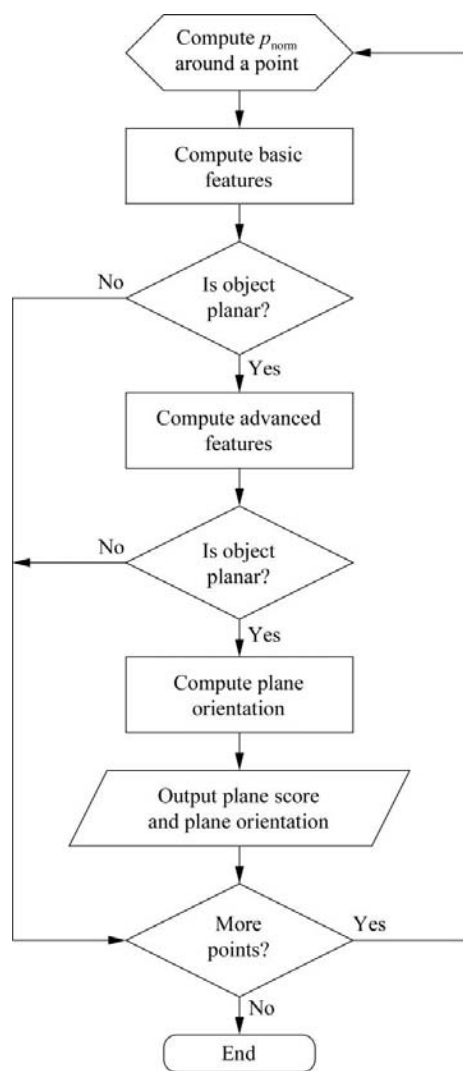 Compute p_norm
around a point
Compute basic
features
No
Is object
planar?
Yes
Compute advanced
features
No
Is object
planar?
Yes
Compute plane
orientation
Output plane score
and plane orientation
More
points?
Yes
No
End